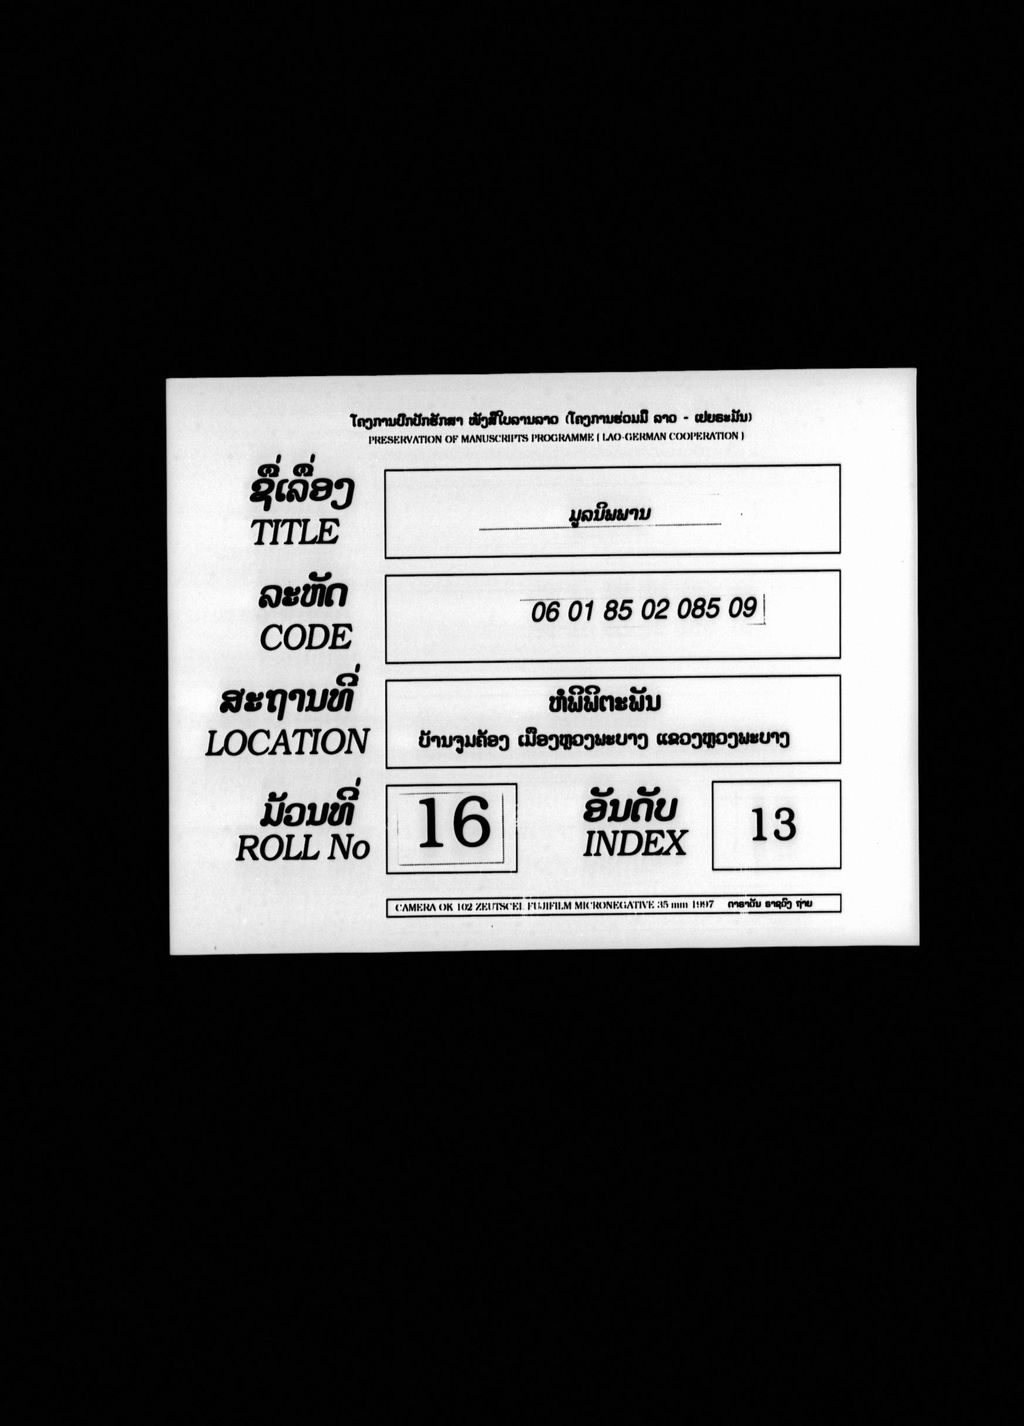 ໂຄງການປົກປັກຮັກສາ ໜັງສືໃບລານລາວ (ໂຄງການຮ່ວມມື ລາວ - ເຢຍຣະມັນ)
PRESERVATION OF MANUSCRIPTS PROGRAMME ( LAO-GERMAN COOPERATION )
ຊື່ເລື່ອງ
TITLE
ມູລນິພພານ
ລະຫັດ
CODE
06 01 85 02 085 09
ສະຖານທີ່
LOCATION
ຫໍພິພິຕະພັນ
ບ້ານຈູມຄ້ອງ ເມືອງຫຼວງພະບາງ ແຂວງຫຼວງພະບາງ
ມ້ວນທີ່
ROLL No
16
ອັນດັບ
INDEX
13
CAMERA OK 102 ZEUTSCEL FUJIFILM MICRONEGATIVE 35 mm 1997 ຖ່າຍ